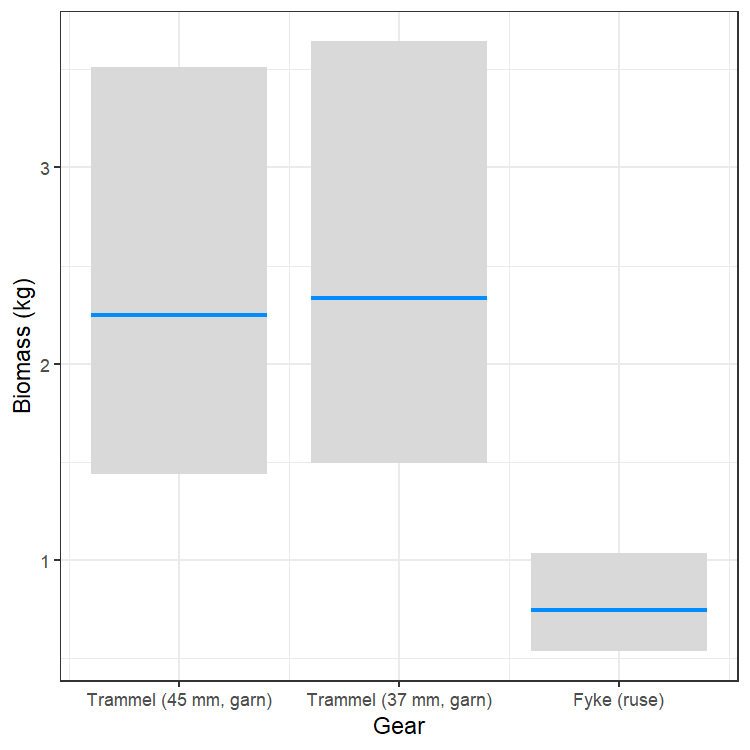 Biomass (kg)
3
2
1
Trammel (45 mm, garn) Trammel (37 mm, garn) Fyke (ruse)
Gear